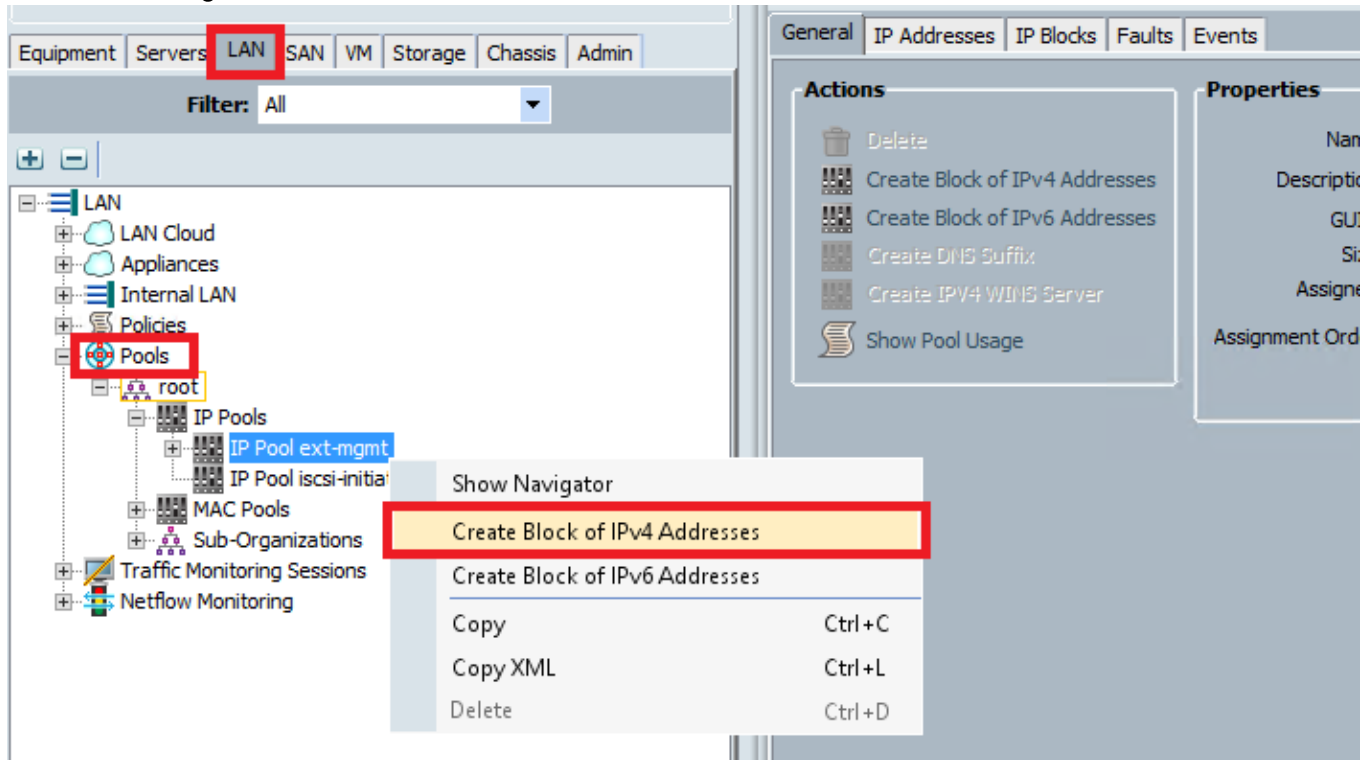 Equipment Servers LAN SAN VM Storage Chassis Admin
Filter: All
LAN
LAN Cloud
Appliances
Internal LAN
Policies
Pools
root
IP Pools
IP Pool ext-mgmt
IP Pool iscsi-initia
MAC Pools
Sub-Organizations
Traffic Monitoring Sessions
Netflow Monitoring
Show Navigator
Create Block of IPv4 Addresses
Create Block of IPv6 Addresses
Copy Ctrl+C
Copy XML Ctrl+L
Delete Ctrl+D
General IP Addresses IP Blocks Faults Events
Actions
Delete
Create Block of IPv4 Addresses
Create Block of IPv6 Addresses
Create DNS Suffix
Create IPV4 WINS Server
Show Pool Usage
Properties
Nam
Descriptio
GUI
Siz
Assigne
Assignment Orde